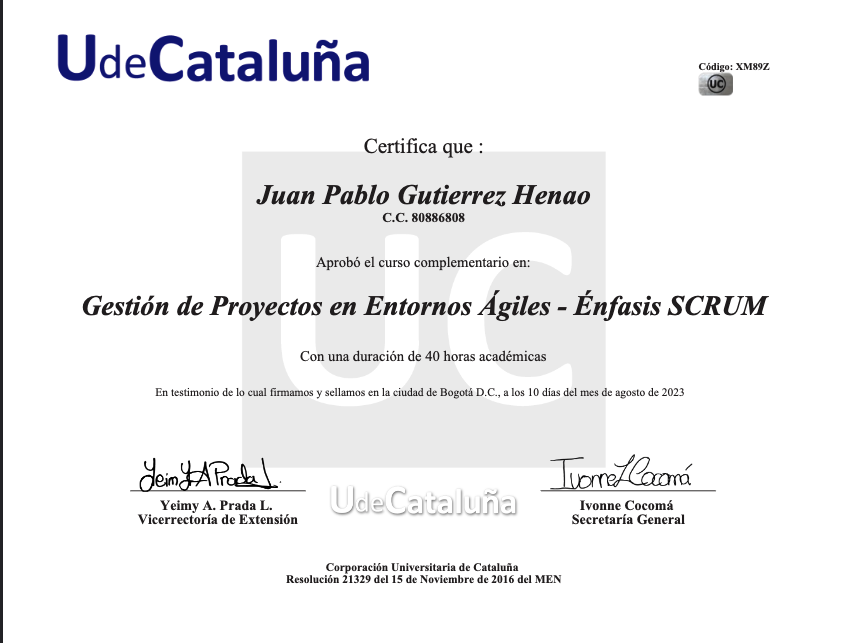 UdeCataluña
Código: XM89Z
UC
Certifica que :
Juan Pablo Gutierrez Henao
C.C. 80886808
UC
Aprobó el curso complementario en:
Gestión de Proyectos en Entornos Ágiles - Énfasis SCRUM
Con una duración de 40 horas académicas
En testimonio de lo cual firmamos y sellamos en la ciudad de Bogotá D.C., a los 10 días del mes de agosto de 2023
Yeimy A Prada L.
Ivonne L Cocomá
UdeCataluña
Yeimy A. Prada L.
Vicerrectoría de Extensión
Ivonne Cocomá
Secretaría General
Corporación Universitaria de Cataluña
Resolución 21329 del 15 de Noviembre de 2016 del MEN